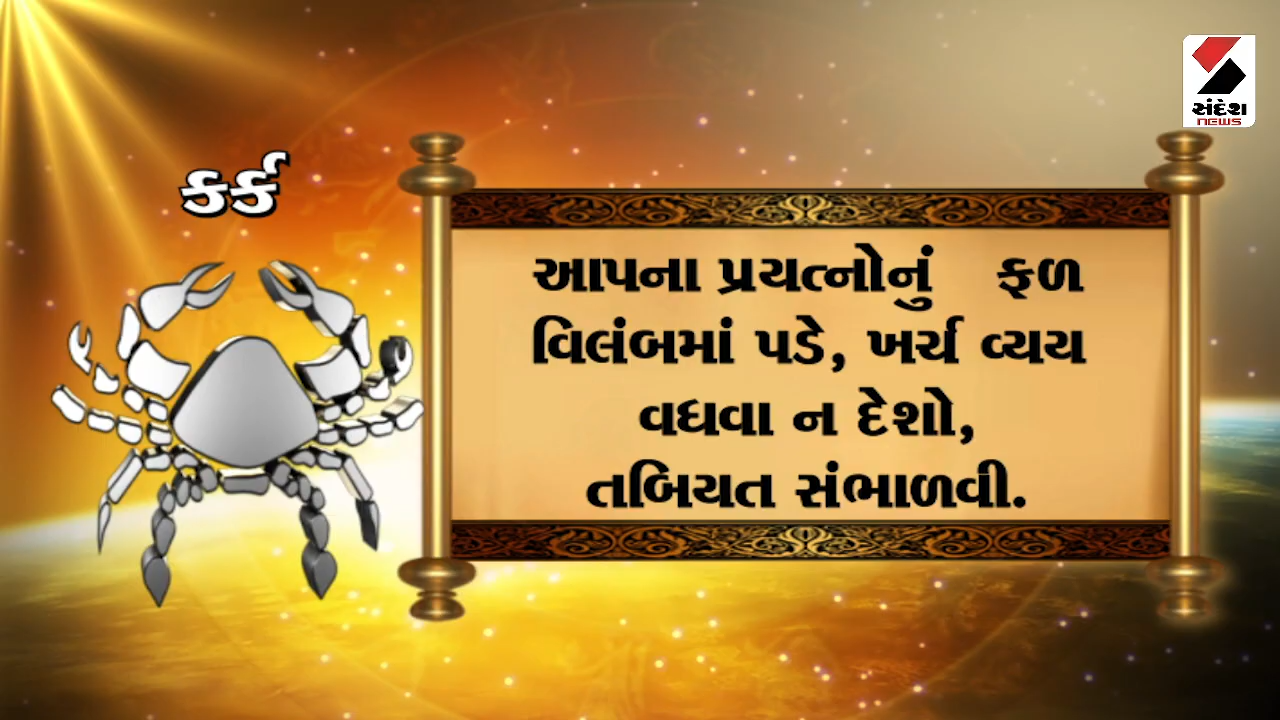 સંદેશ
NEWS
કર્ક
આપના પ્રયત્નોનું ફળ
વિલંબમાં પડે, ખર્ચ વ્યય
વધવા ન દેશો,
તબિયત સંભાળવી.